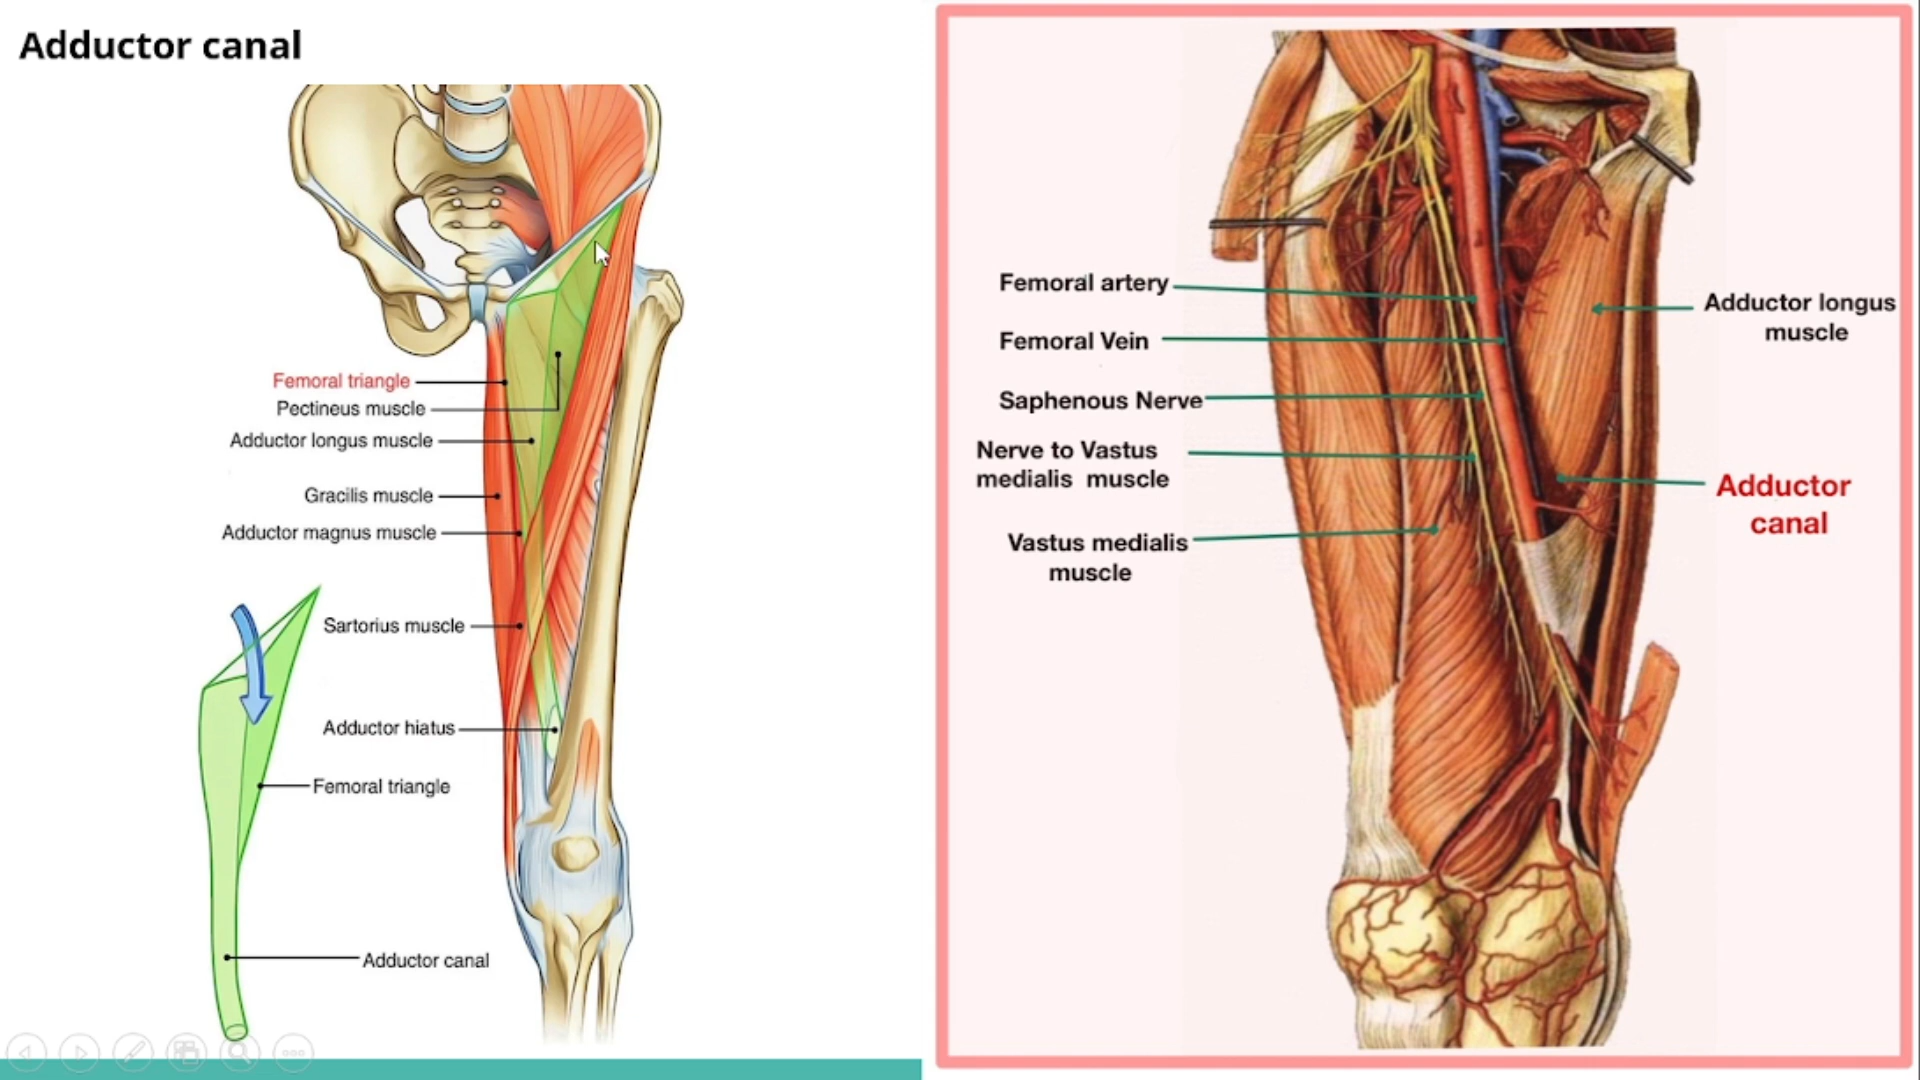 Adductor canal
Femoral triangle
Pectineus muscle
Adductor longus muscle
Gracilis muscle
Adductor magnus muscle
Sartorius muscle
Adductor hiatus
Femoral triangle
Adductor canal
Femoral artery
Femoral Vein
Saphenous Nerve
Nerve to Vastus
medialis muscle
Vastus medialis
muscle
Adductor longus
muscle
Adductor
canal